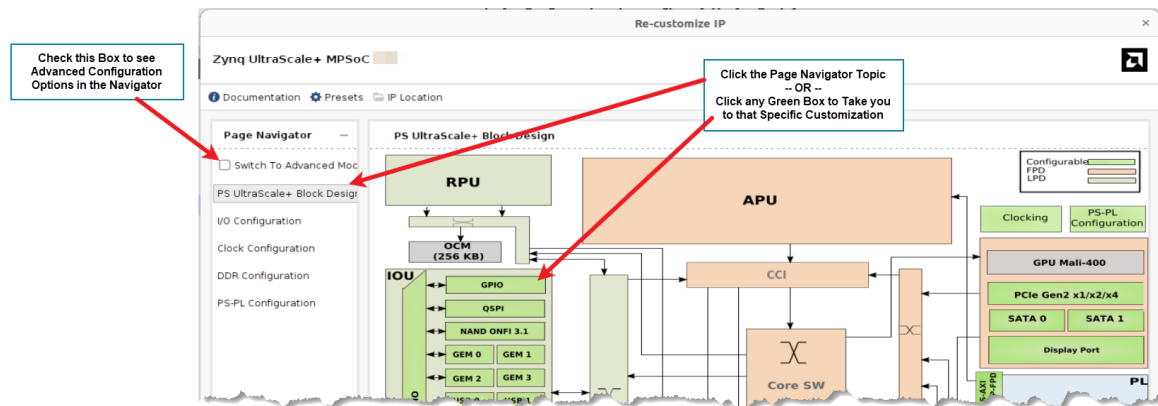 Re-customize IP
×
Check this Box to see
Advanced Configuration
Options in the Navigator
Zynq UltraScale+ MPSoC
Click the Page Navigator Topic
-- OR --
Click any Green Box to Take you
to that Specific Customization
Documentation Presets IP Location
Page Navigator
Switch To Advanced Mod
PS UltraScale+ Block Design
I/O Configuration
Clock Configuration
DDR Configuration
PS-PL Configuration
PS UltraScale+ Block Design
RPU
APU
Configurable
FPD
LPD
Clocking
PS-PL
Configuration
OCM
(256 KB)
IOU
GPIO
QSPI
NAND ONFI 3.1
GEM 0 GEM 1
GEM 2 GEM 3
CCI
Core SW
GPU Mali-400
PCIe Gen2 x1/x2/x4
SATA 0 SATA 1
Display Port
PL